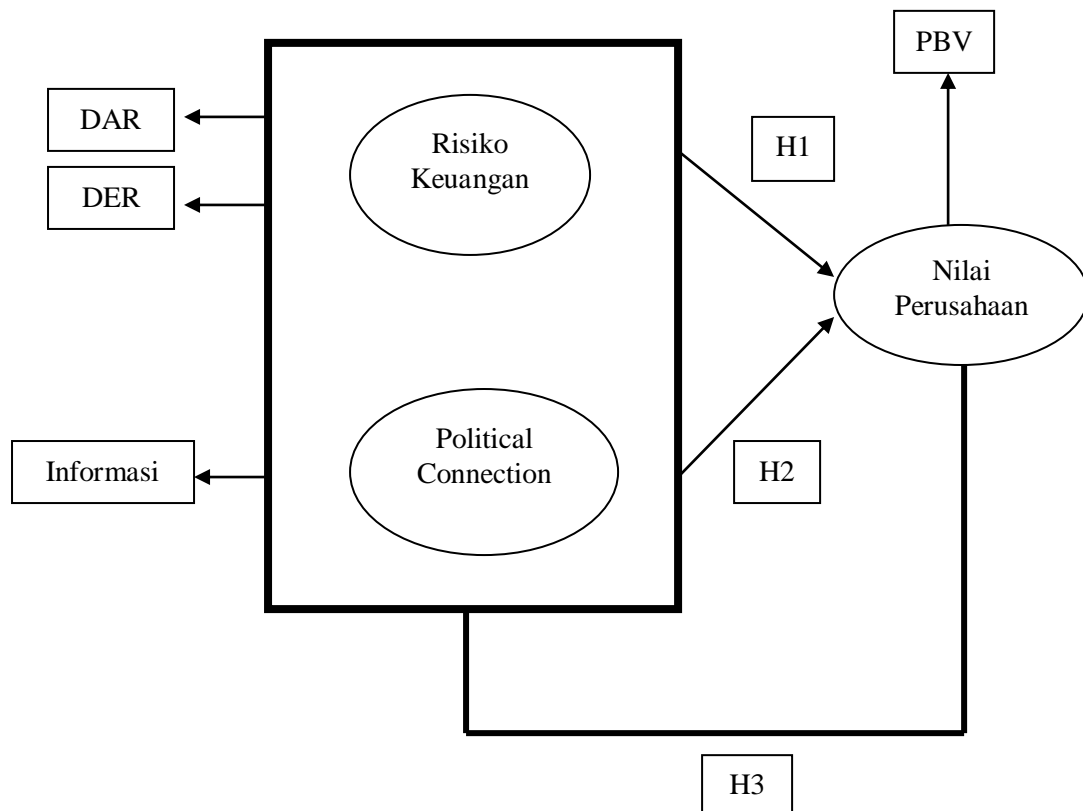 PBV
DAR
DER
Risiko
Keuangan
H1
Nilai
Perusahaan
Informasi
Political
Connection
H2
H3